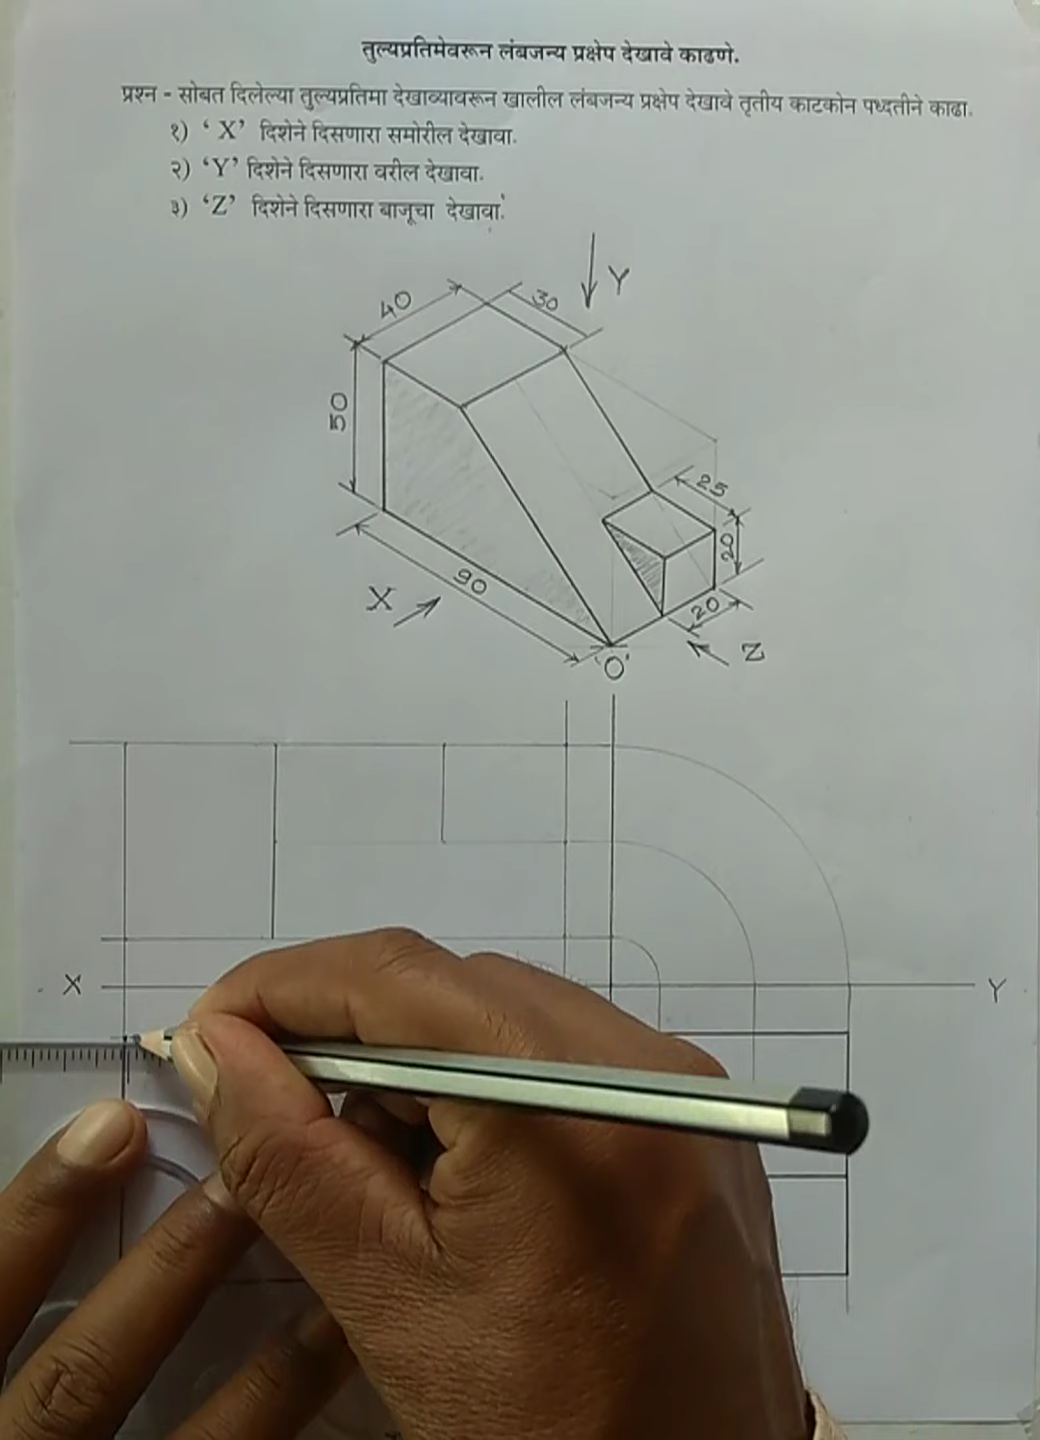 तुल्यप्रतिमेवरून लंबजन्य प्रक्षेप देखावे काढणे.
प्रश्न - सोबत दिलेल्या तुल्यप्रतिमा देखाव्यावरून खालील लंबजन्य प्रक्षेप देखावे तृतीय काटकोन पध्दतीने काढा.
१) ‘ X’ दिशेने दिसणारा समोरील देखावा.
२) ‘Y’ दिशेने दिसणारा वरील देखावा.
३) ‘Z’ दिशेने दिसणारा बाजूचा देखावा.
Y
40
30
50
25
20
90
X
20
Z
'O'
X
Y